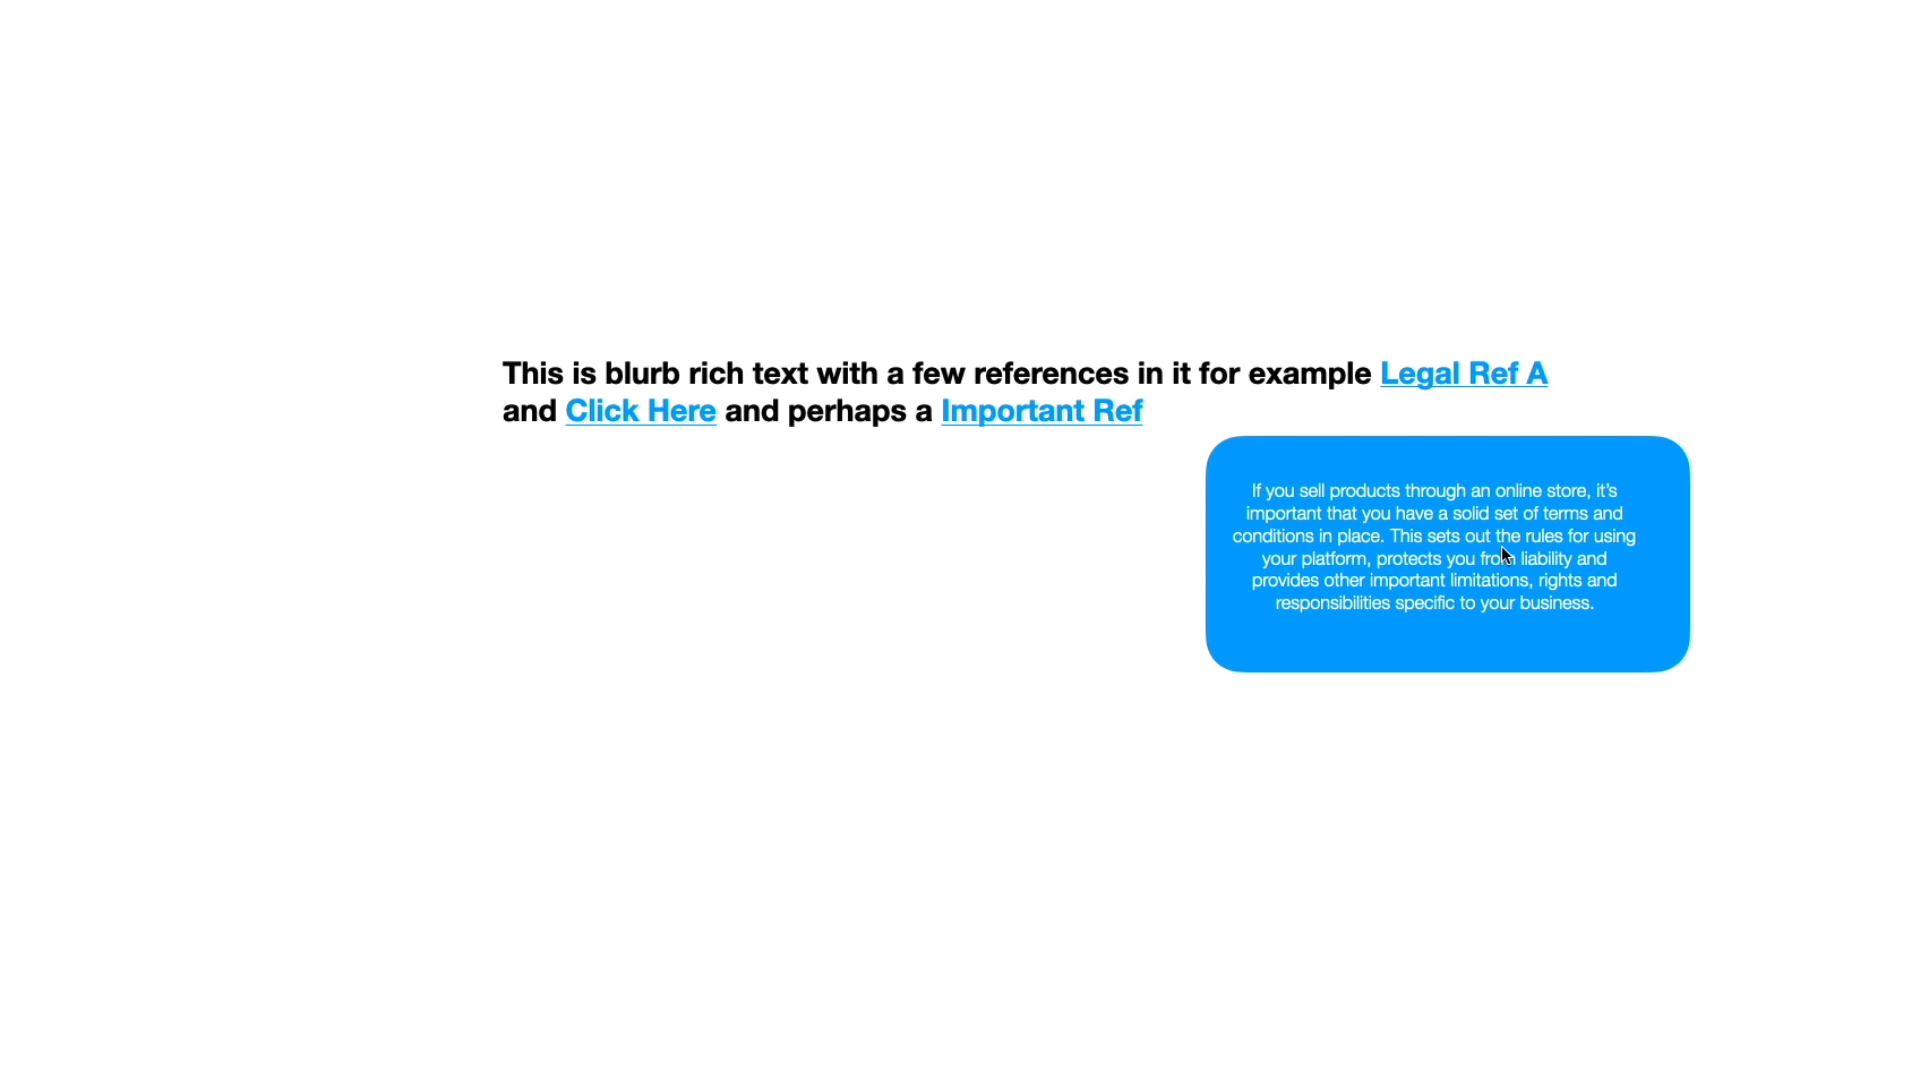 This is blurb rich text with a few references in it for example Legal Ref A
and Click Here and perhaps a Important Ref
If you sell products through an online store, it's
important that you have a solid set of terms and
conditions in place. This sets out the rules for using
your platform, protects you from liability and
provides other important limitations, rights and
responsibilities specific to your business.